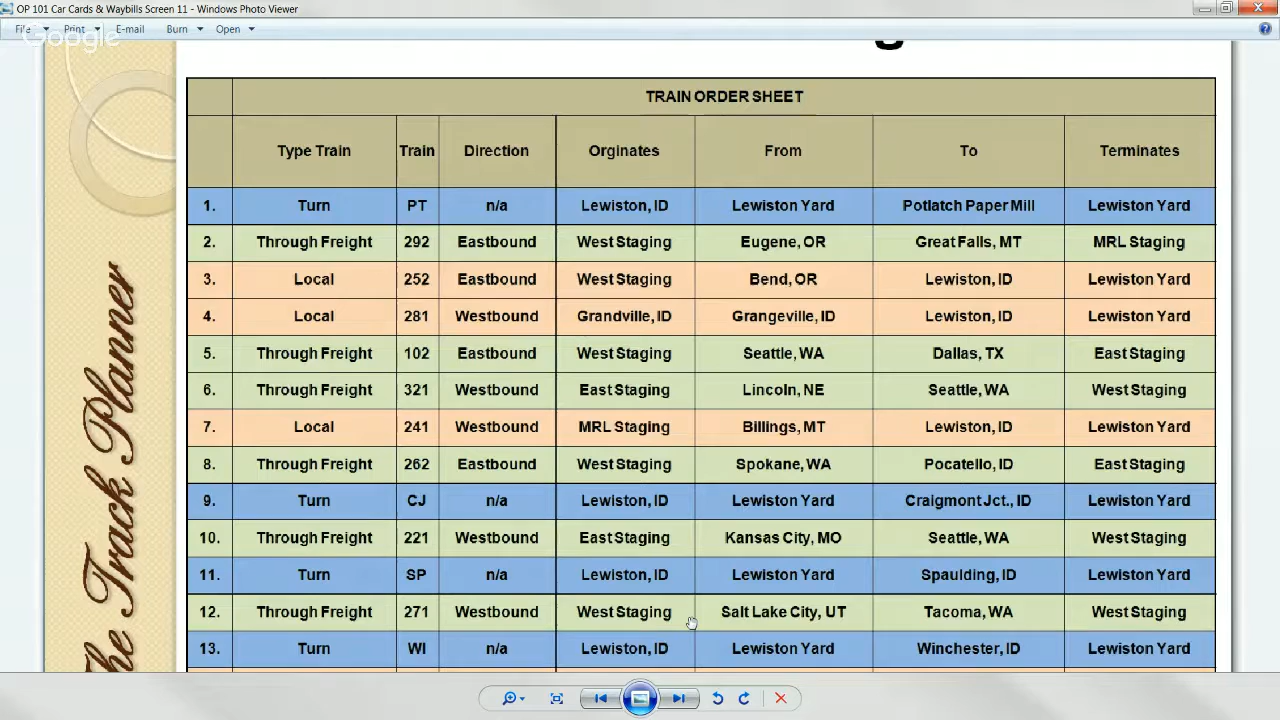 OP 101 Car Cards & Waybills Screen 11 - Windows Photo Viewer
File Print E-mail Burn Open
Google
The Track Planner
TRAIN ORDER SHEET
Type Train Train Direction Orginates From To Terminates
1. Turn PT n/a Lewiston, ID Lewiston Yard Potlatch Paper Mill Lewiston Yard
2. Through Freight 292 Eastbound West Staging Eugene, OR Great Falls, MT MRL Staging
3. Local 252 Eastbound West Staging Bend, OR Lewiston, ID Lewiston Yard
4. Local 281 Westbound Grandville, ID Grangeville, ID Lewiston, ID Lewiston Yard
5. Through Freight 102 Eastbound West Staging Seattle, WA Dallas, TX East Staging
6. Through Freight 321 Westbound East Staging Lincoln, NE Seattle, WA West Staging
7. Local 241 Westbound MRL Staging Billings, MT Lewiston, ID Lewiston Yard
8. Through Freight 262 Eastbound West Staging Spokane, WA Pocatello, ID East Staging
9. Turn CJ n/a Lewiston, ID Lewiston Yard Craigmont Jct., ID Lewiston Yard
10. Through Freight 221 Westbound East Staging Kansas City, MO Seattle, WA West Staging
11. Turn SP n/a Lewiston, ID Lewiston Yard Spaulding, ID Lewiston Yard
12. Through Freight 271 Westbound West Staging Salt Lake City, UT Tacoma, WA West Staging
13. Turn WI n/a Lewiston, ID Lewiston Yard Winchester, ID Lewiston Yard